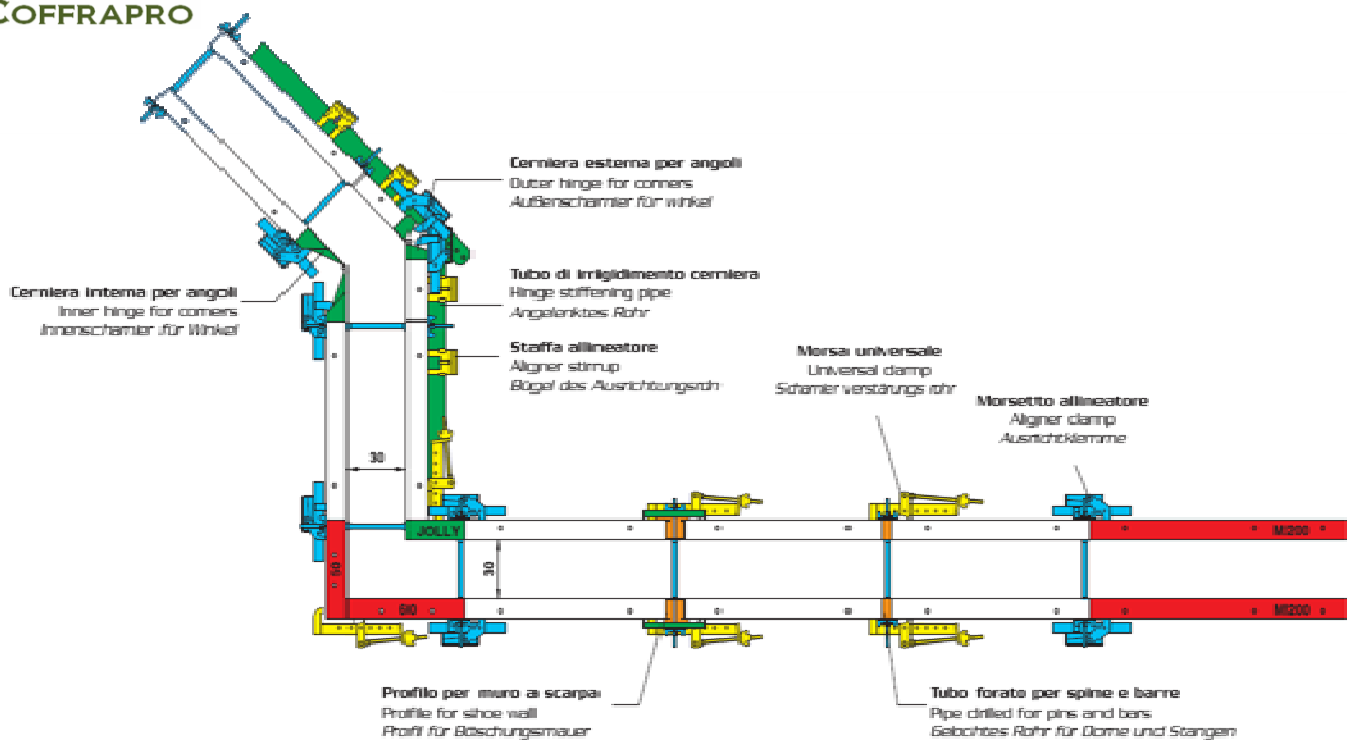 COFFRAPRO
Cerniera esterna per angoli
Outer hinge for corners
Außenscharnier für winkel
Tubo di irrigidimento cerniera
Hinge stiffening pipe
Angelenktes Rohr
Cerniera interna per angoli
Inner hinge for corners
Innenscharnier für Winkel
Staffa allineatore
Aligner stirrup
Bügel des Ausrichtungsrohr
Morsa universale
Universal clamp
Scharnier verstärungs rohr
Morsetto allineatore
Aligner clamp
Ausrichtklemme
30
JOLLY
MI200
30
50
60
MI200
Profilo per muro a scarpa
Profile for shoe wall
Profil für Böschungsmauer
Tubo forato per spine e barre
Pipe drilled for pins and bars
Gelochtes Rohr für Dorne und Stangen